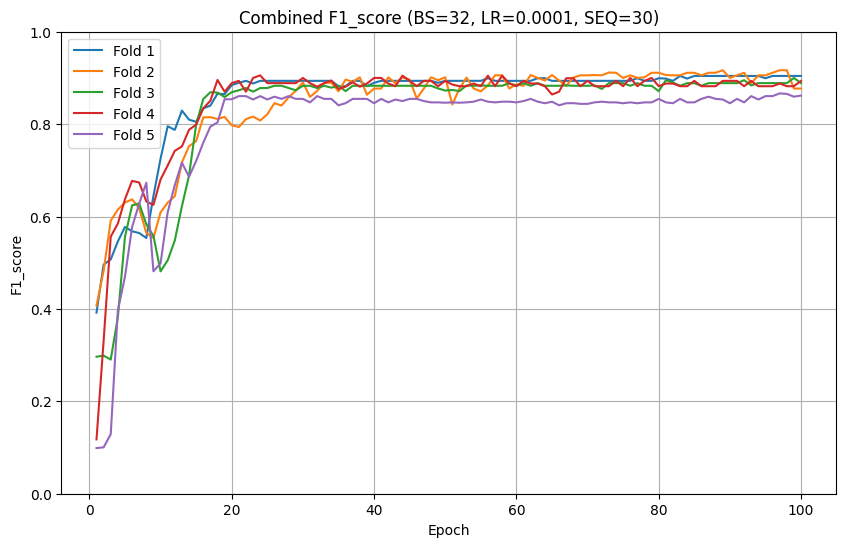 Combined F1_score (BS=32, LR=0.0001, SEQ=30)
Fold 1
Fold 2
Fold 3
Fold 4
Fold 5
F1_score
1.0
0.8
0.6
0.4
0.2
0.0
0
20
40
60
80
100
Epoch